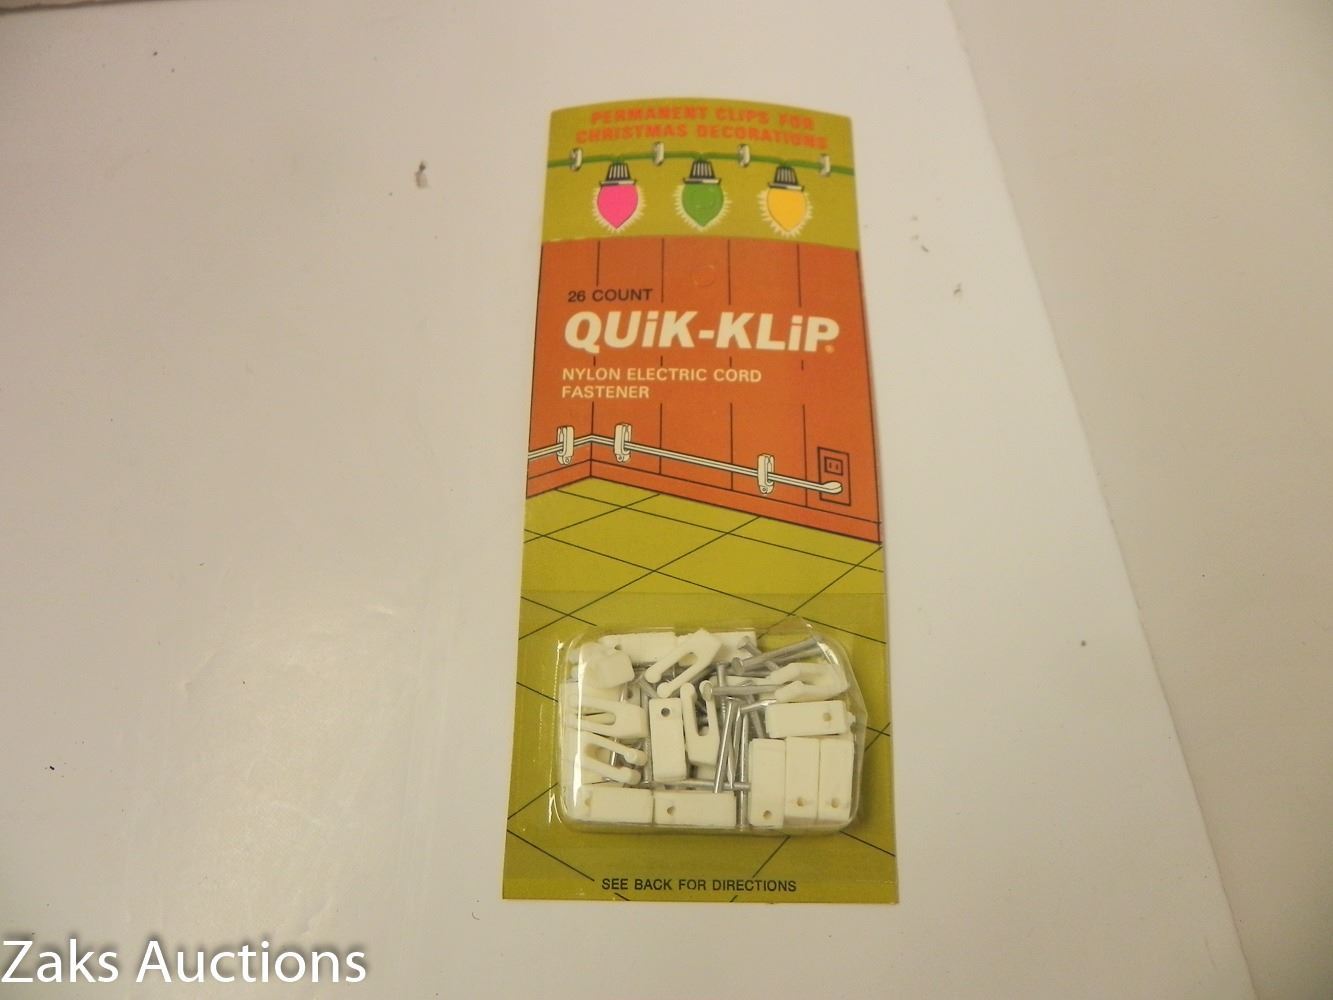 PERMANENT CLIPS FOR
CHRISTMAS DECORATIONS
26 COUNT
QUiK-KLiP®
NYLON ELECTRIC CORD
FASTENER
SEE BACK FOR DIRECTIONS
Zaks Auctions